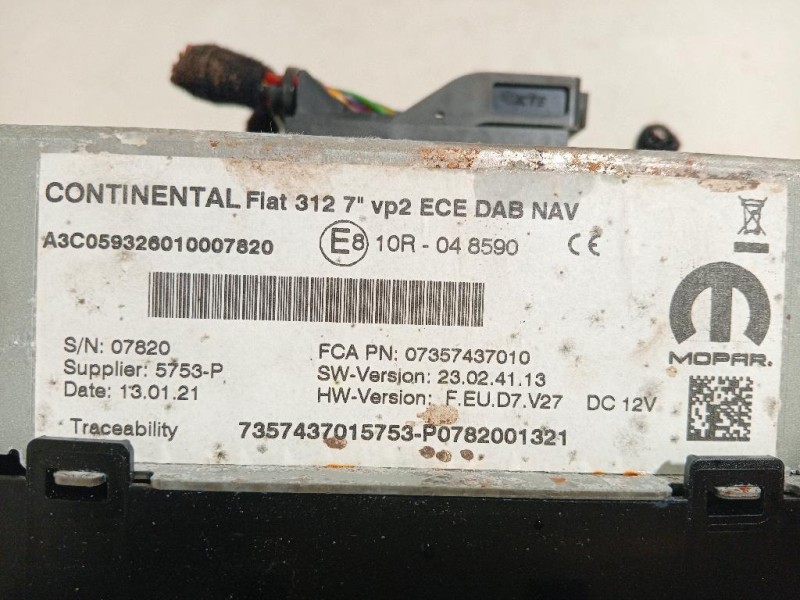 CONTINENTAL Fiat 312 7" vp2 ECE DAB NAV
A3C059326010007820 E8 10R - 04 8590 CE
S/N: 07820 FCA PN: 07357437010
Supplier: 5753-P SW-Version: 23.02.41.13
Date: 13.01.21 HW-Version: F.EU.D7.V27 DC 12V
MOPAR.
Traceability 7357437015753-P0782001321